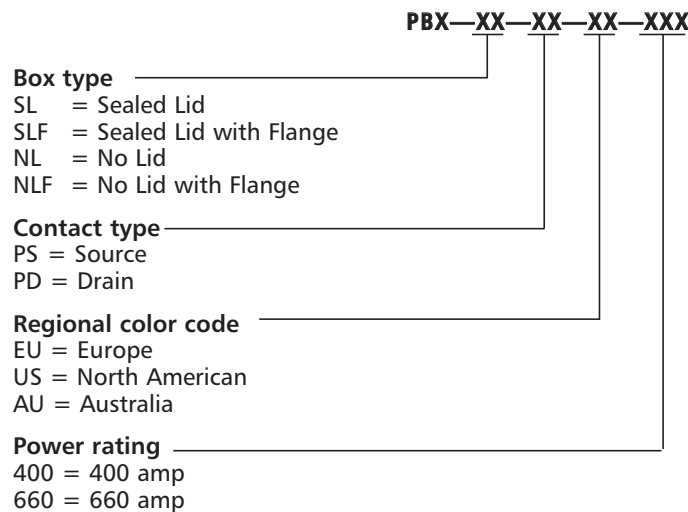 PBX—XX—XX—XX—XXX
Box type
SL = Sealed Lid
SLF = Sealed Lid with Flange
NL = No Lid
NLF = No Lid with Flange
Contact type
PS = Source
PD = Drain
Regional color code
EU = Europe
US = North American
AU = Australia
Power rating
400 = 400 amp
660 = 660 amp